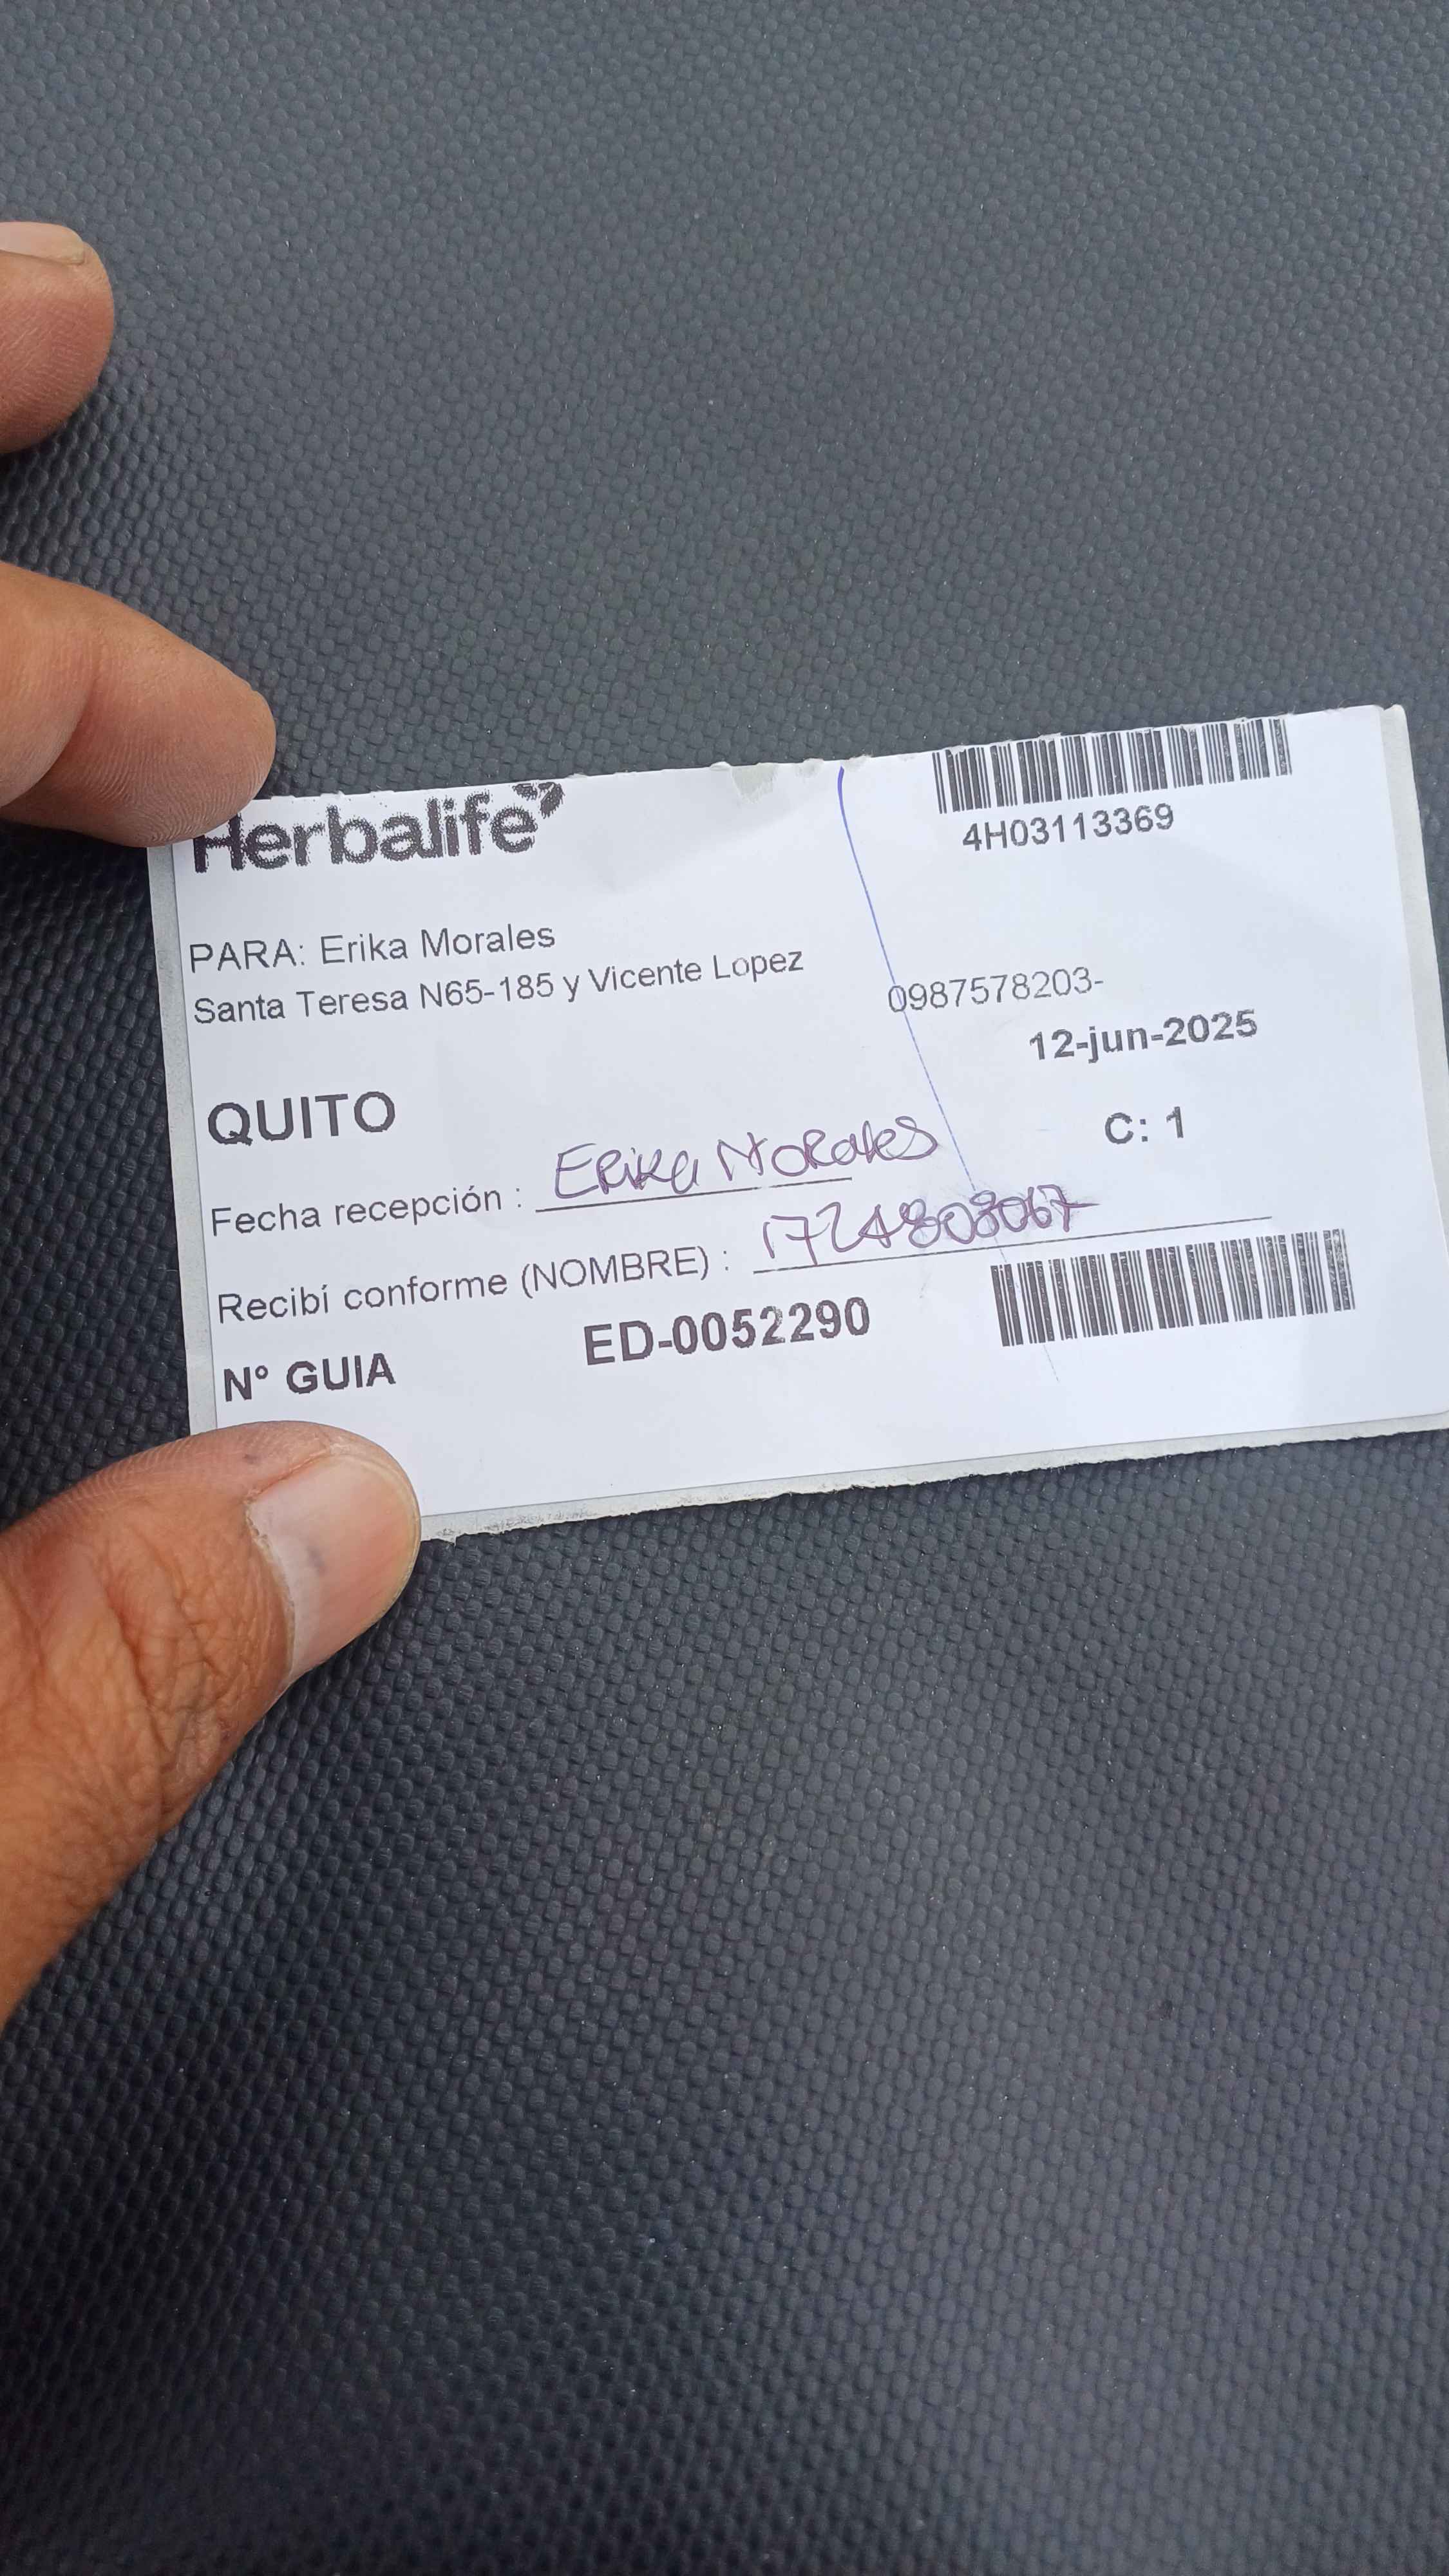 Herbalife
4H03113369
PARA: Erika Morales
Santa Teresa N65-185 y Vicente Lopez
0987578203-
12-jun-2025
QUITO
C: 1
Fecha recepción : Erika Morales
Recibí conforme (NOMBRE) : 1724808067
Nº GUIA ED-0052290